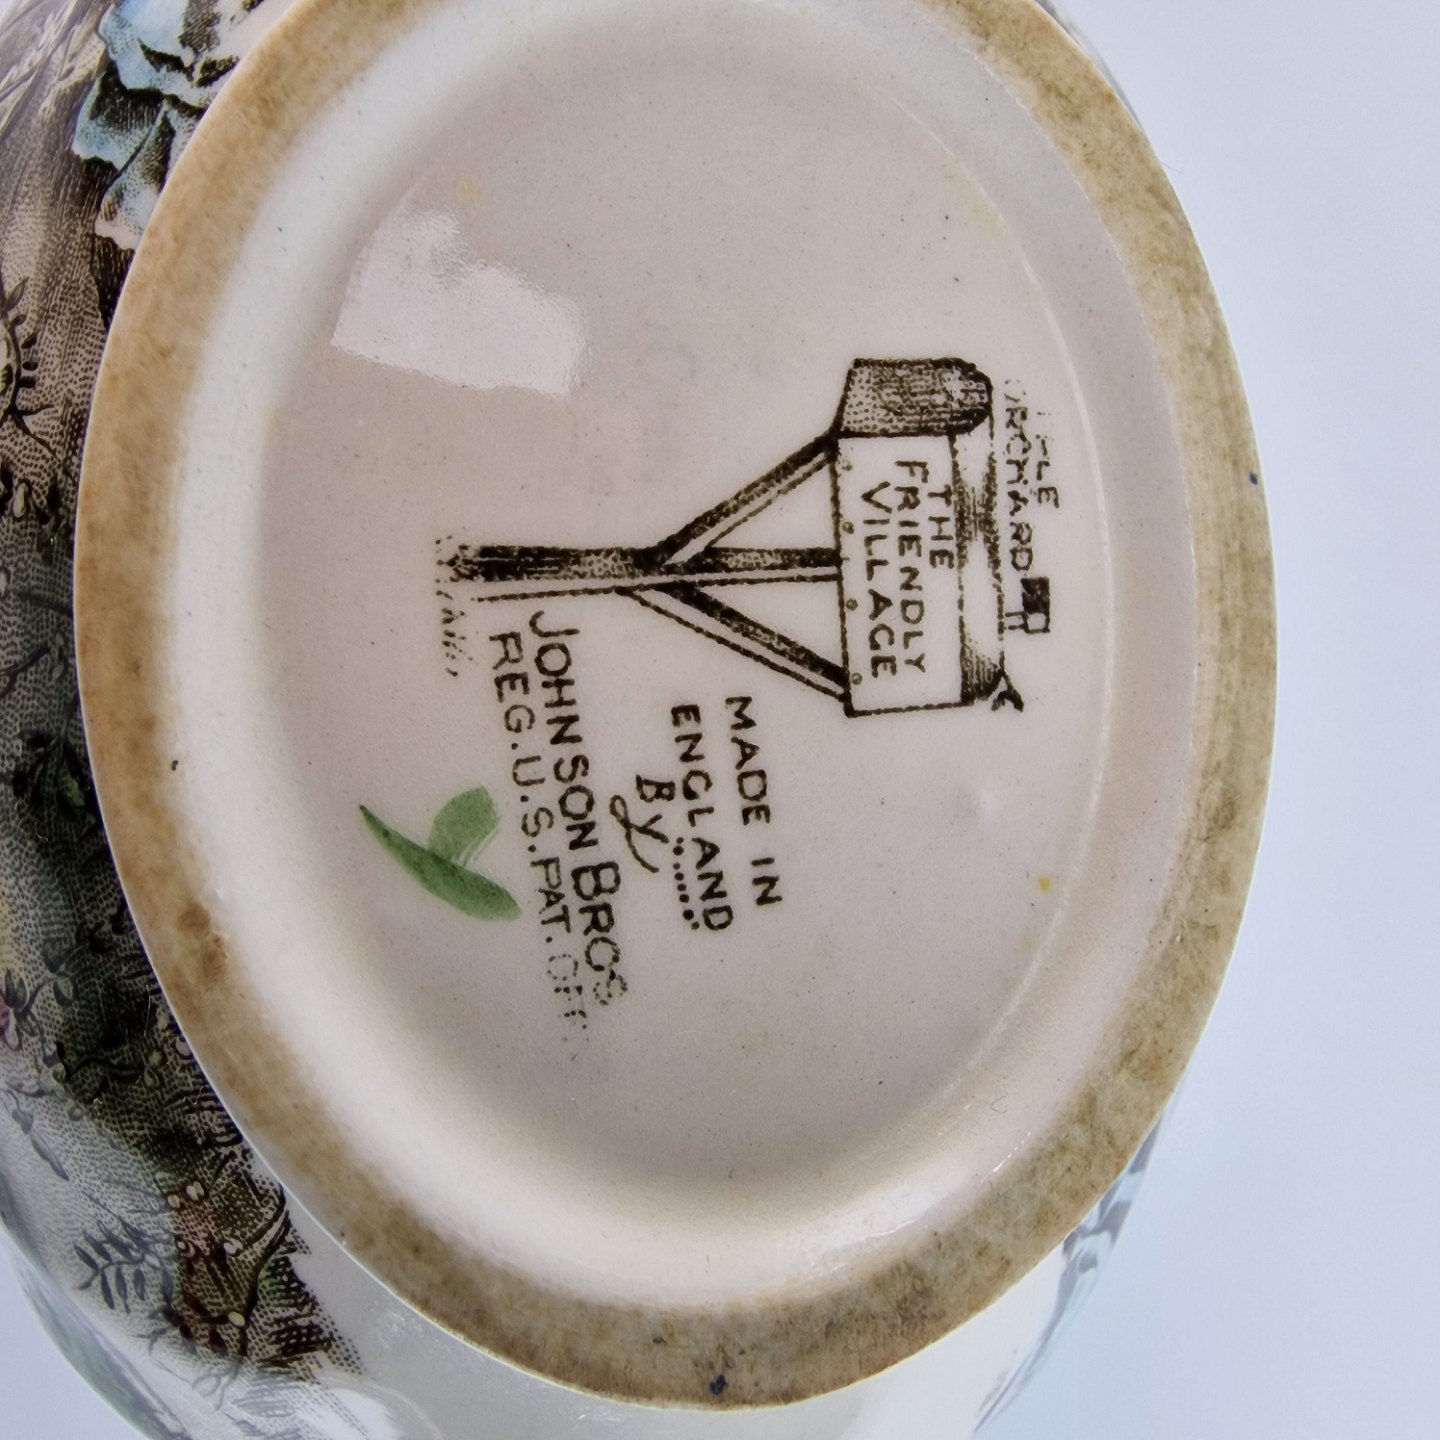 ORCHARD
THE
FRIENDLY
VILLAGE
MADE IN
ENGLAND
By......
JOHNSON BROS
REG. U.S. PAT. OFF.